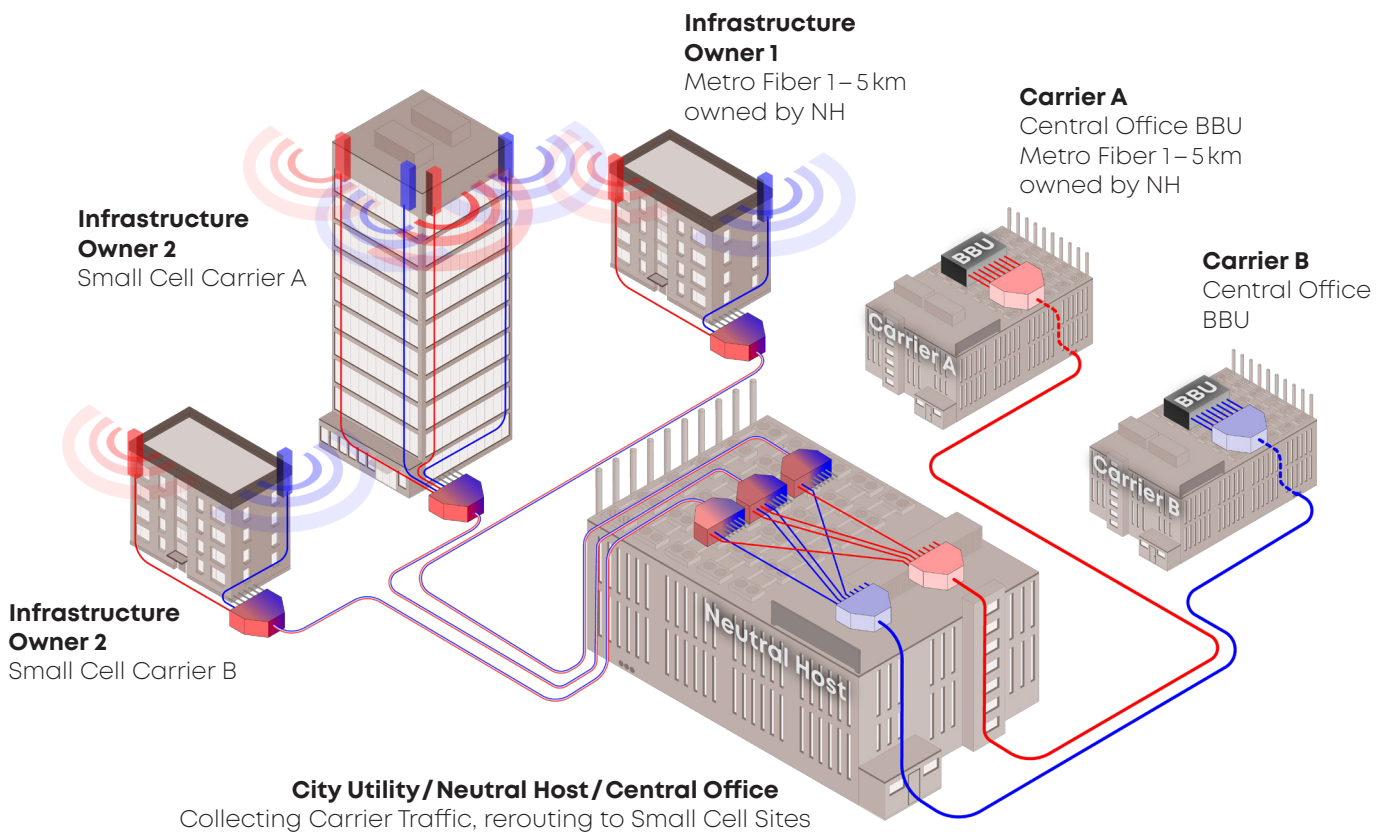 Infrastructure
Owner 1
Metro Fiber 1 – 5 km
owned by NH
Carrier A
Central Office BBU
Metro Fiber 1 – 5 km
owned by NH
Infrastructure
Owner 2
Small Cell Carrier A
Carrier B
Central Office
BBU
BBU
Carrier A
BBU
Carrier B
Infrastructure
Owner 2
Small Cell Carrier B
Neutral Host
City Utility / Neutral Host / Central Office
Collecting Carrier Traffic, rerouting to Small Cell Sites